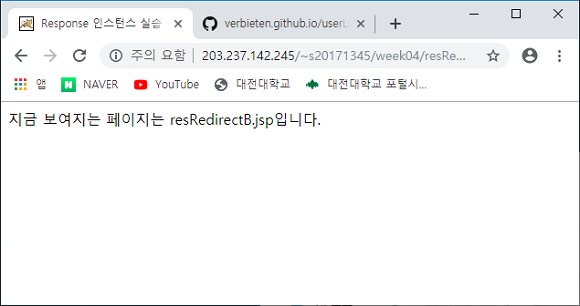 Response 인스턴스 실습
verbieten.github.io/userL
주의 요함
203.237.142.245/~s20171345/week04/resRe...
앱
NAVER
YouTube
대전대학교
대전대학교 포털시...
지금 보여지는 페이지는 resRedirectB.jsp입니다.